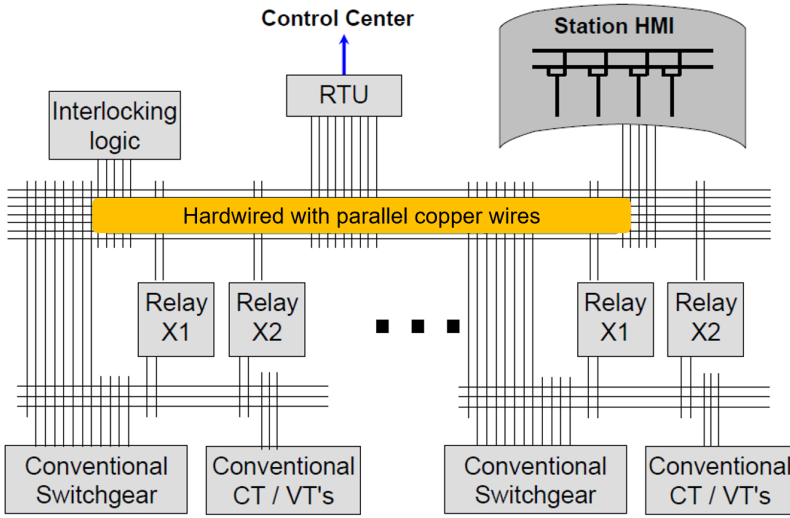 Control Center
Station HMI
RTU
Interlocking
logic
Hardwired with parallel copper wires
Relay
X1
Relay
X2
Relay
X1
Relay
X2
Conventional
Switchgear
Conventional
CT / VT's
Conventional
Switchgear
Conventional
CT / VT's